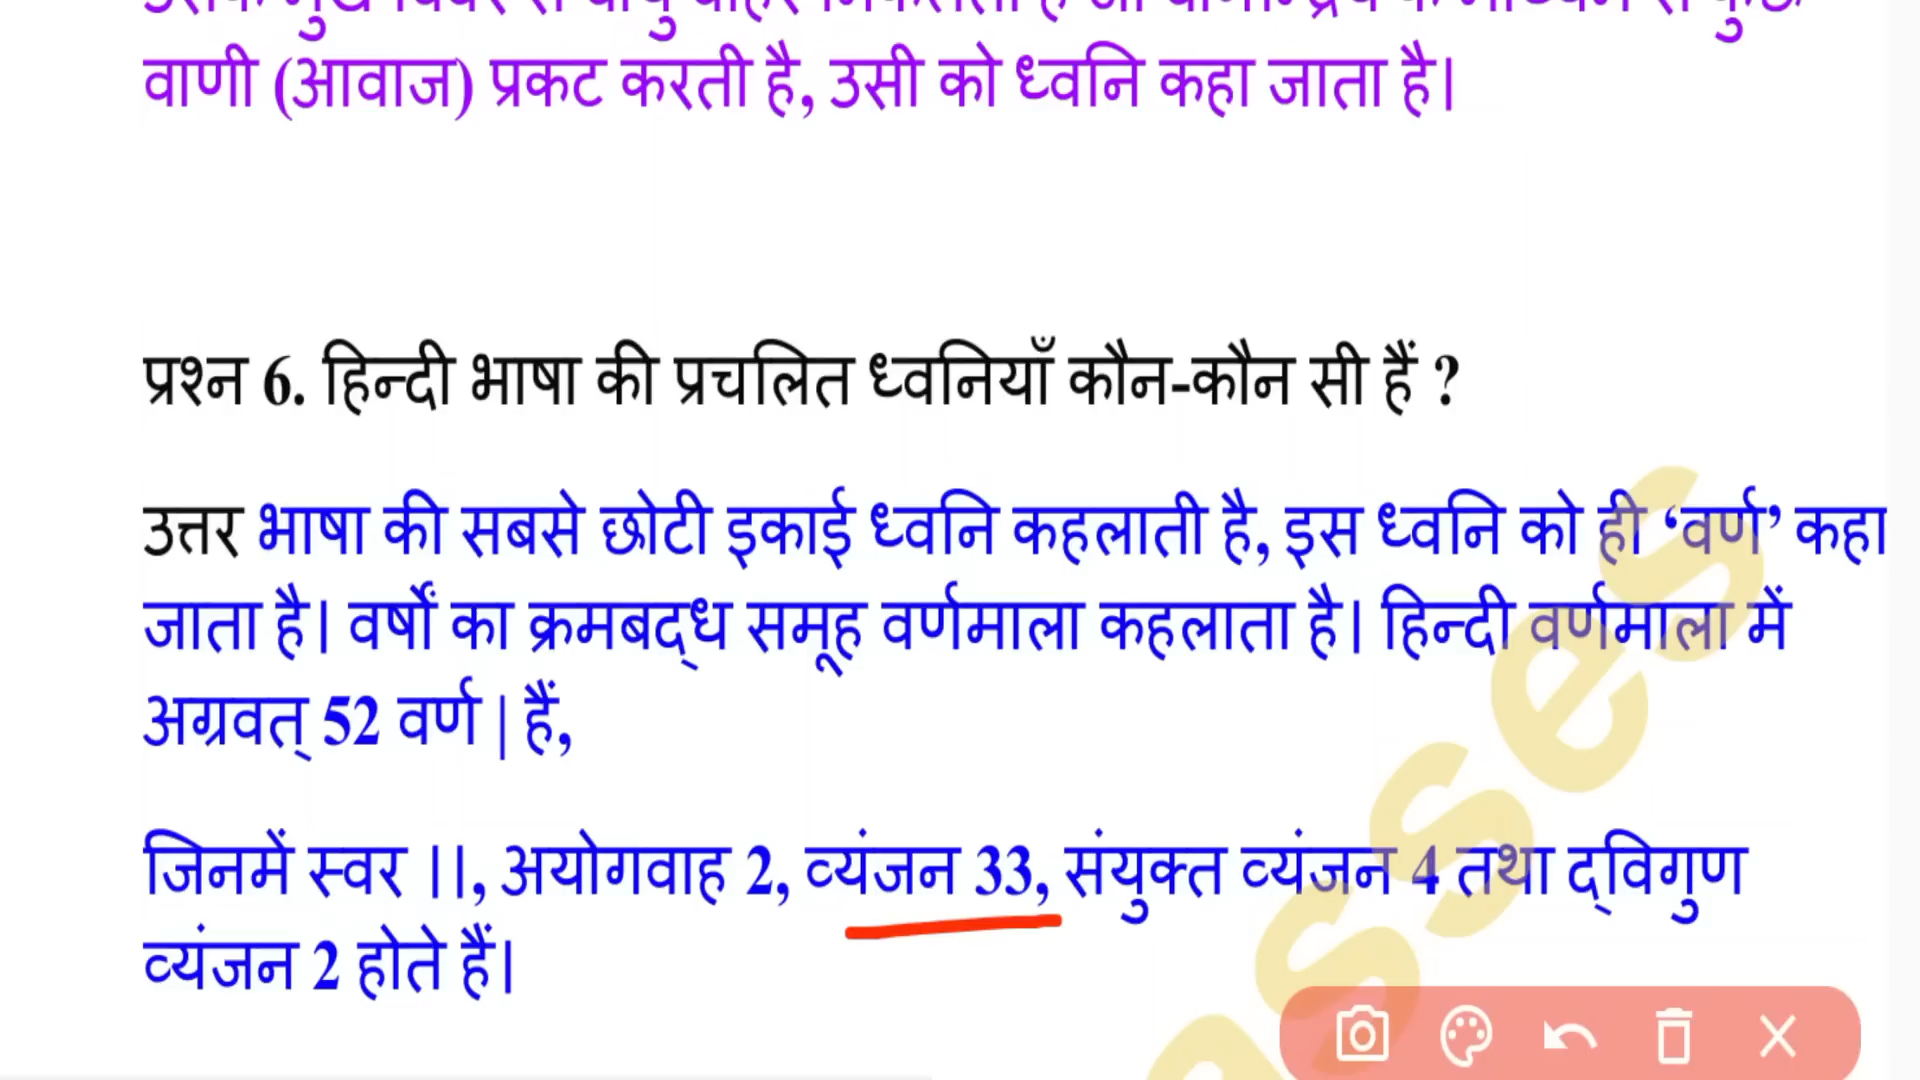 वाणी (आवाज) प्रकट करती है, उसी को ध्वनि कहा जाता है।
प्रश्न 6. हिन्दी भाषा की प्रचलित ध्वनियाँ कौन-कौन सी हैं ?
उत्तर भाषा की सबसे छोटी इकाई ध्वनि कहलाती है, इस ध्वनि को ही ‘वर्ण’ कहा
जाता है। वर्षों का क्रमबद्ध समूह वर्णमाला कहलाता है। हिन्दी वर्णमाला में
अग्रवत् 52 वर्ण | हैं,
जिनमें स्वर ।।, अयोगवाह 2, व्यंजन 33, संयुक्त व्यंजन 4 तथा द्विगुण
व्यंजन 2 होते हैं।